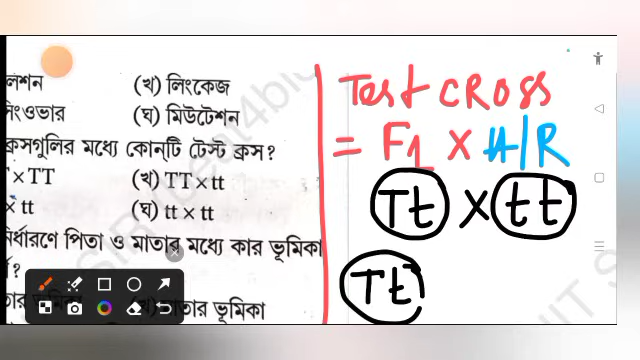 লেশন (খ) লিংকেজ
সিংওভার (ঘ) মিউটেশন
ক্রসগুলির মধ্যে কোন্‌টি টেস্ট ক্রস?
× TT (খ) TT × tt
× tt (ঘ) tt × tt
নির্ধারণে পিতা ও মাতার মধ্যে কার ভূমিকা
?
(খ) মাতার ভূমিকা
Test CROSS
= F1 × H/R
Tt × tt
Tt